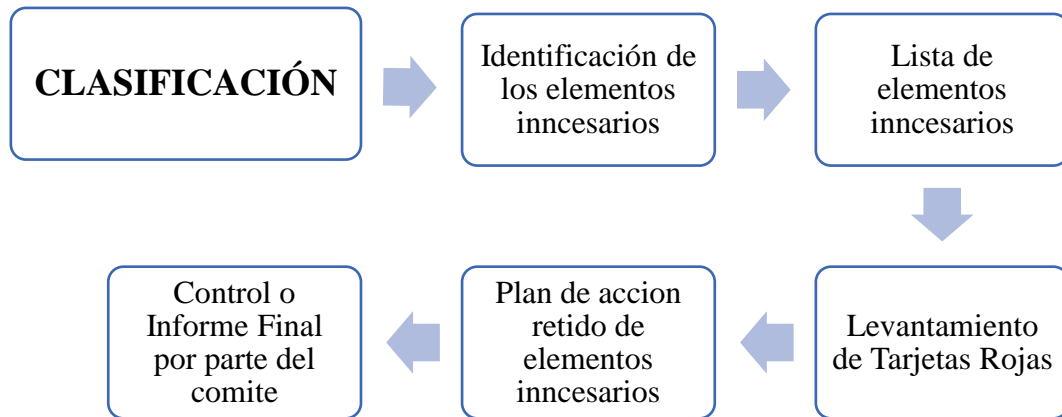 CLASIFICACIÓN
Identificación de
los elementos
inncesarios
Lista de
elementos
inncesarios
Levantamiento
de Tarjetas Rojas
Plan de accion
retido de
elementos
inncesarios
Control o
Informe Final
por parte del
comite